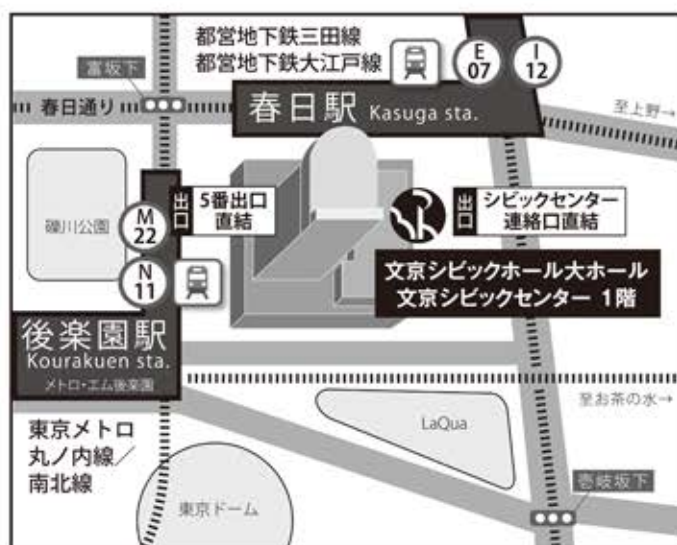 都営地下鉄三田線
都営地下鉄大江戸線
E
07
I
12
富坂下
春日通り
春日駅 Kasuga sta.
至上野→
礫川公園
M
22
N
11
出口
5番出口
直結
出口
シビックセンター
連絡口直結
文京シビックホール大ホール
文京シビックセンター 1階
後楽園駅
Kourakuen sta.
メトロ・エム後楽園
至お茶の水→
東京メトロ
丸ノ内線／
南北線
LaQua
東京ドーム
壱岐坂下